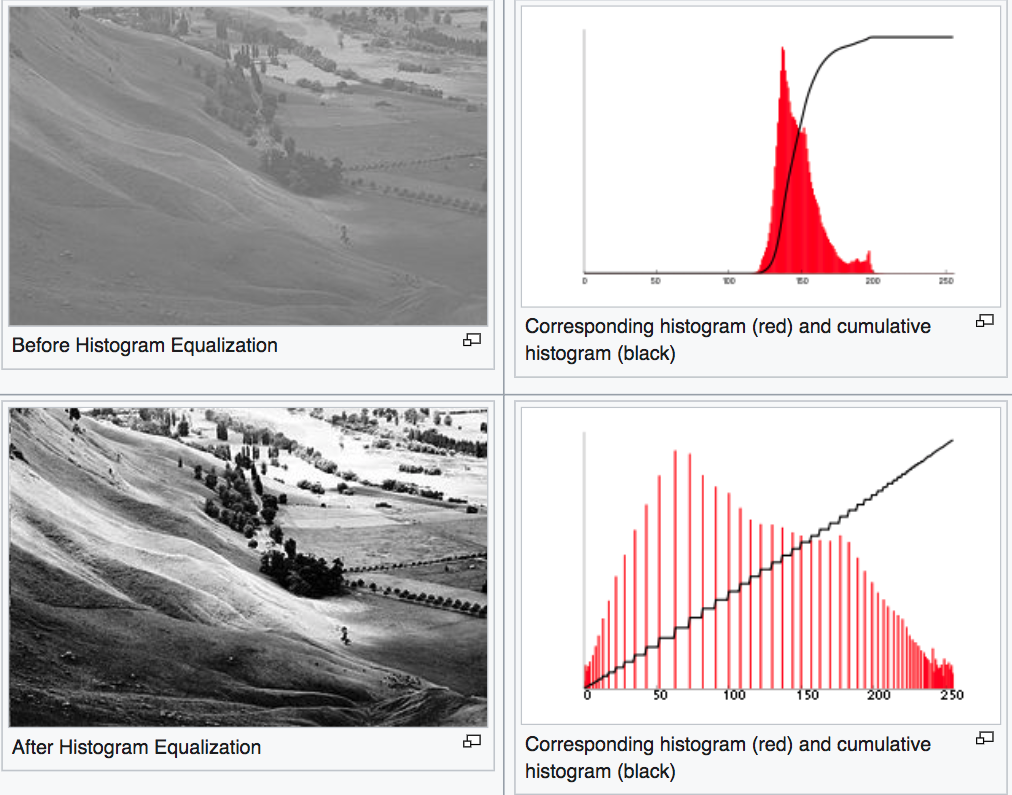 0 50 100 150 200 250
Before Histogram Equalization
Corresponding histogram (red) and cumulative
histogram (black)
0 50 100 150 200 250
After Histogram Equalization
Corresponding histogram (red) and cumulative
histogram (black)